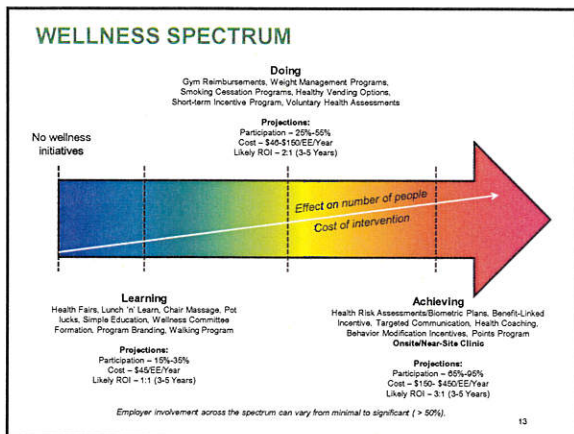 WELLNESS SPECTRUM
Doing
Gym Reimbursements, Weight Management Programs,
Smoking Cessation Programs, Healthy Vending Options,
Short-term Incentive Program, Voluntary Health Assessments
Projections:
Participation – 25%-55%
Cost – $46-$150/EE/Year
Likely ROI – 2:1 (3-5 Years)
No wellness
initiatives
Effect on number of people
Cost of intervention
Learning
Health Fairs, Lunch 'n' Learn, Chair Massage, Pot
lucks, Simple Education, Wellness Committee
Formation, Program Branding, Walking Program
Projections:
Participation – 15%-35%
Cost – $45/EE/Year
Likely ROI – 1:1 (3-5 Years)
Achieving
Health Risk Assessments/Biometric Plans, Benefit-Linked
Incentive, Targeted Communication, Health Coaching,
Behavior Modification Incentives, Points Program
Onsite/Near-Site Clinic
Projections:
Participation – 65%-95%
Cost – $150- $450/EE/Year
Likely ROI – 3:1 (3-5 Years)
Employer involvement across the spectrum can vary from minimal to significant ( > 50%).
13